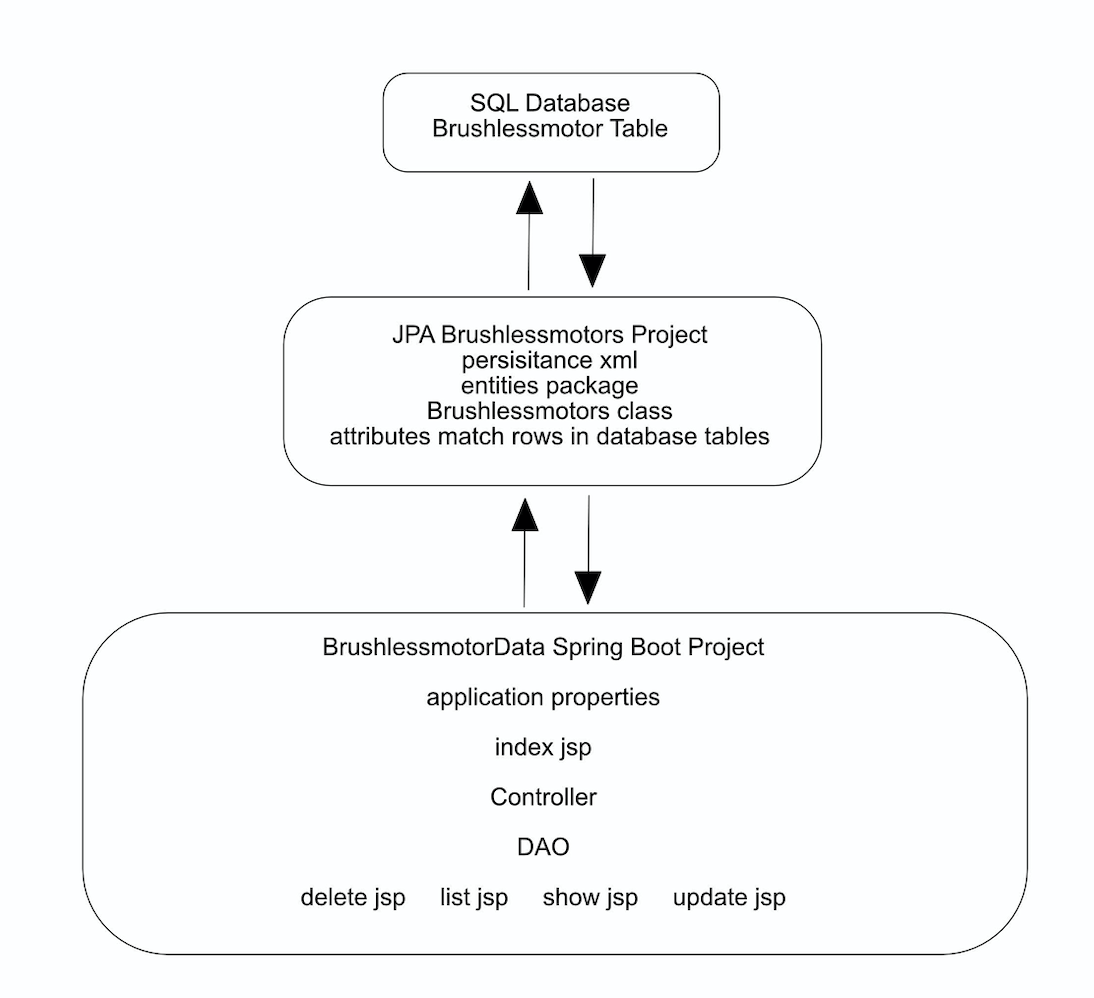 SQL Database
Brushlessmotor Table
JPA Brushlessmotors Project
persisitance xml
entities package
Brushlessmotors class
attributes match rows in database tables
BrushlessmotorData Spring Boot Project
application properties
index jsp
Controller
DAO
delete jsp list jsp show jsp update jsp